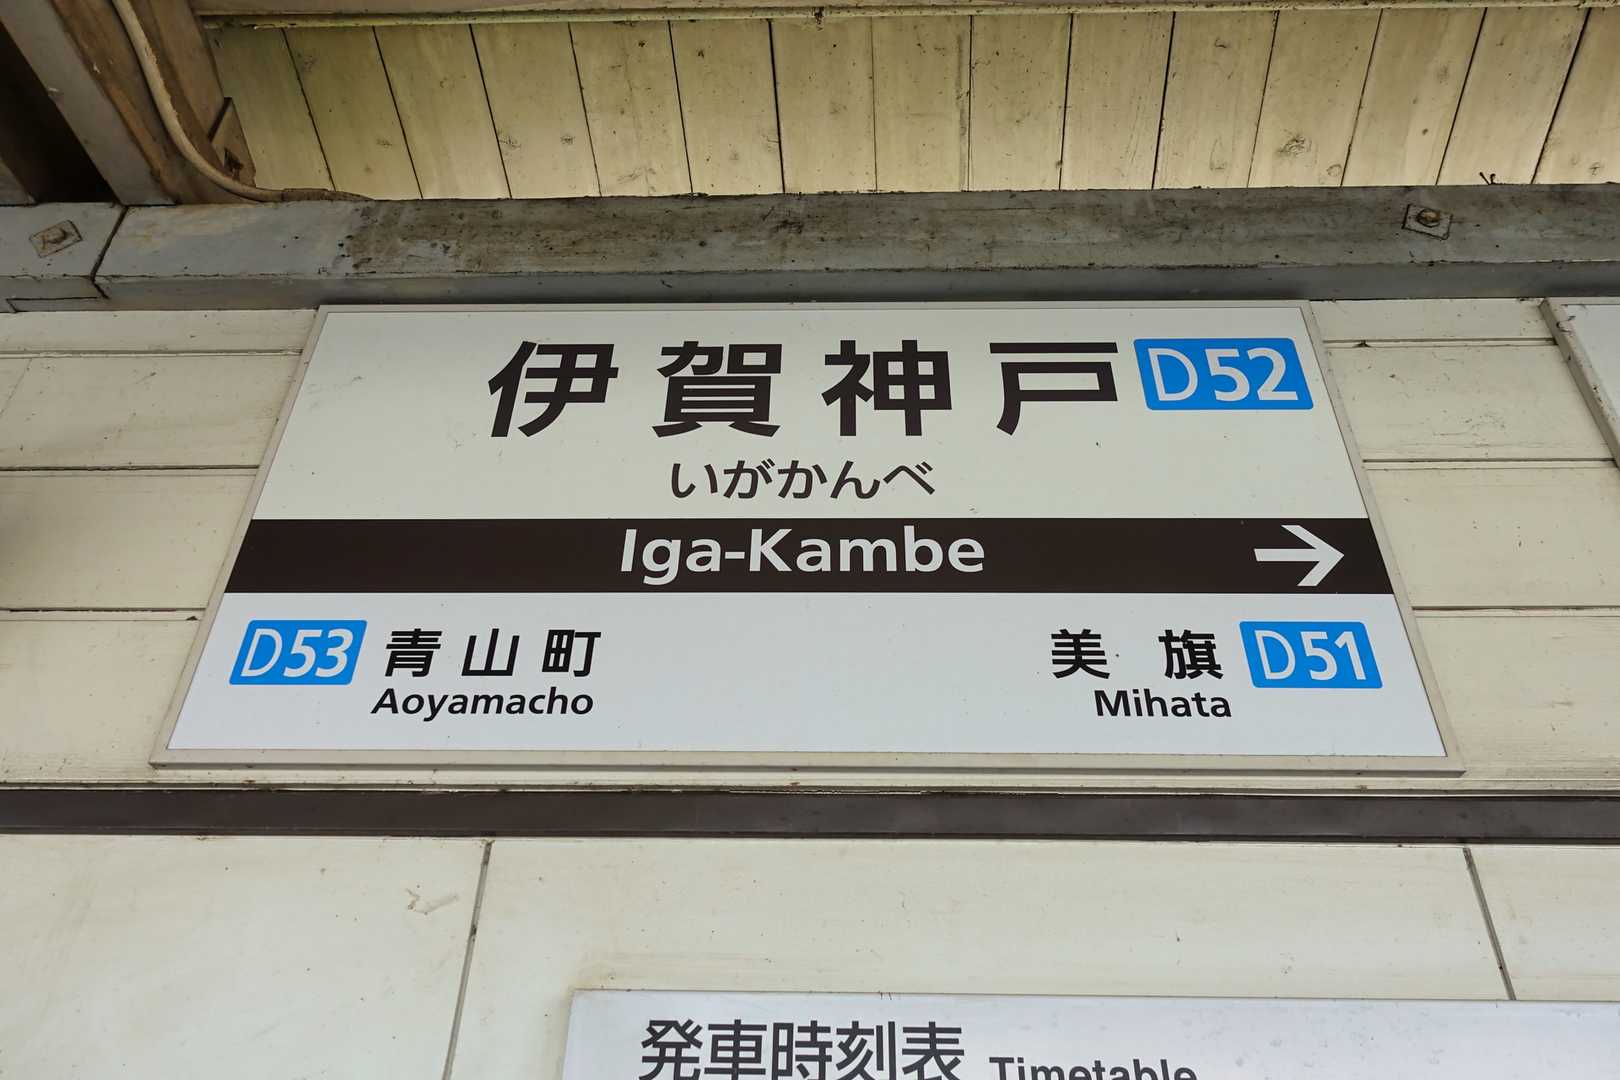 伊賀神戸 D52
いがかんべ
Iga-Kambe →
D53 青山町 美旗 D51
Aoyamacho Mihata
発車時刻表 Timetable